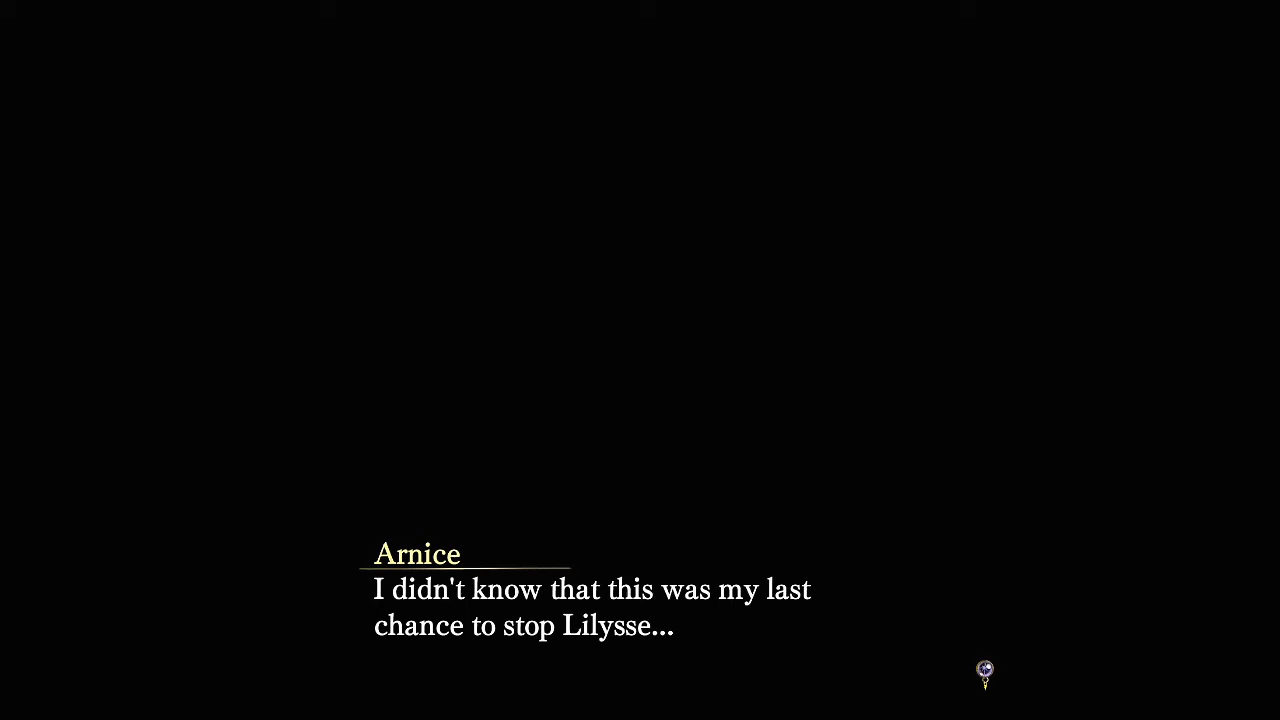 Arnice
I didn't know that this was my last
chance to stop Lilysse...